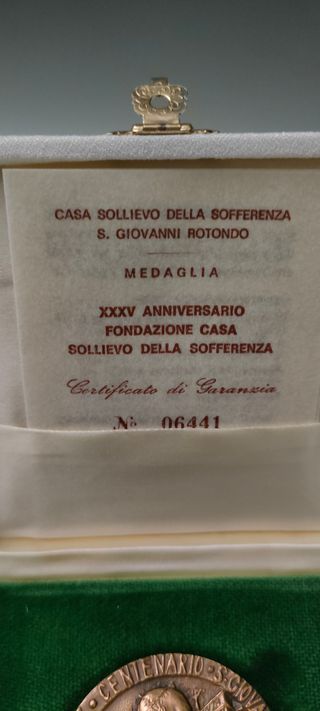 CASA SOLLIEVO DELLA SOFFERENZA
S. GIOVANNI ROTONDO
MEDAGLIA
XXXV ANNIVERSARIO
FONDAZIONE CASA
SOLLIEVO DELLA SOFFERENZA
Certificato di Garanzia
Nº 06441
· CENTENARIO · S. GIOV